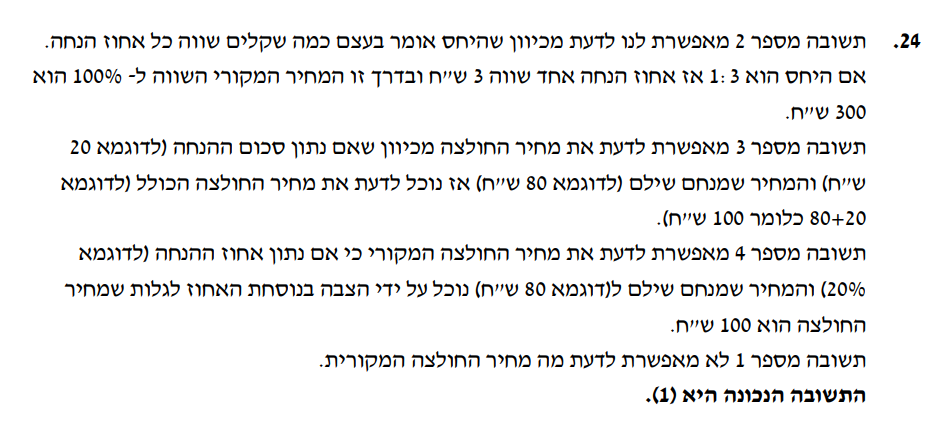 24. תשובה מספר 2 מאפשרת לנו לדעת מכיוון שהיחס אומר בעצם כמה שקלים שווה כל אחוז הנחה.
אם היחס הוא 3 :1 אז אחוז הנחה אחד שווה 3 ש״ח ובדרך זו המחיר המקורי השווה ל- 100% הוא
300 ש״ח.
תשובה מספר 3 מאפשרת לדעת את מחיר החולצה מכיוון שאם נתון סכום ההנחה (לדוגמא 20
ש״ח) והמחיר שמנחם שילם (לדוגמא 80 ש״ח) אז נוכל לדעת את מחיר החולצה הכולל (לדוגמא
80+20 כלומר 100 ש״ח).
תשובה מספר 4 מאפשרת לדעת את מחיר החולצה המקורי כי אם נתון אחוז ההנחה (לדוגמא
20%) והמחיר שמנחם שילם ל(דוגמא 80 ש״ח) נוכל על ידי הצבה בנוסחת האחוז לגלות שמחיר
החולצה הוא 100 ש״ח.
תשובה מספר 1 לא מאפשרת לדעת מה מחיר החולצה המקורית.
התשובה הנכונה היא (1).